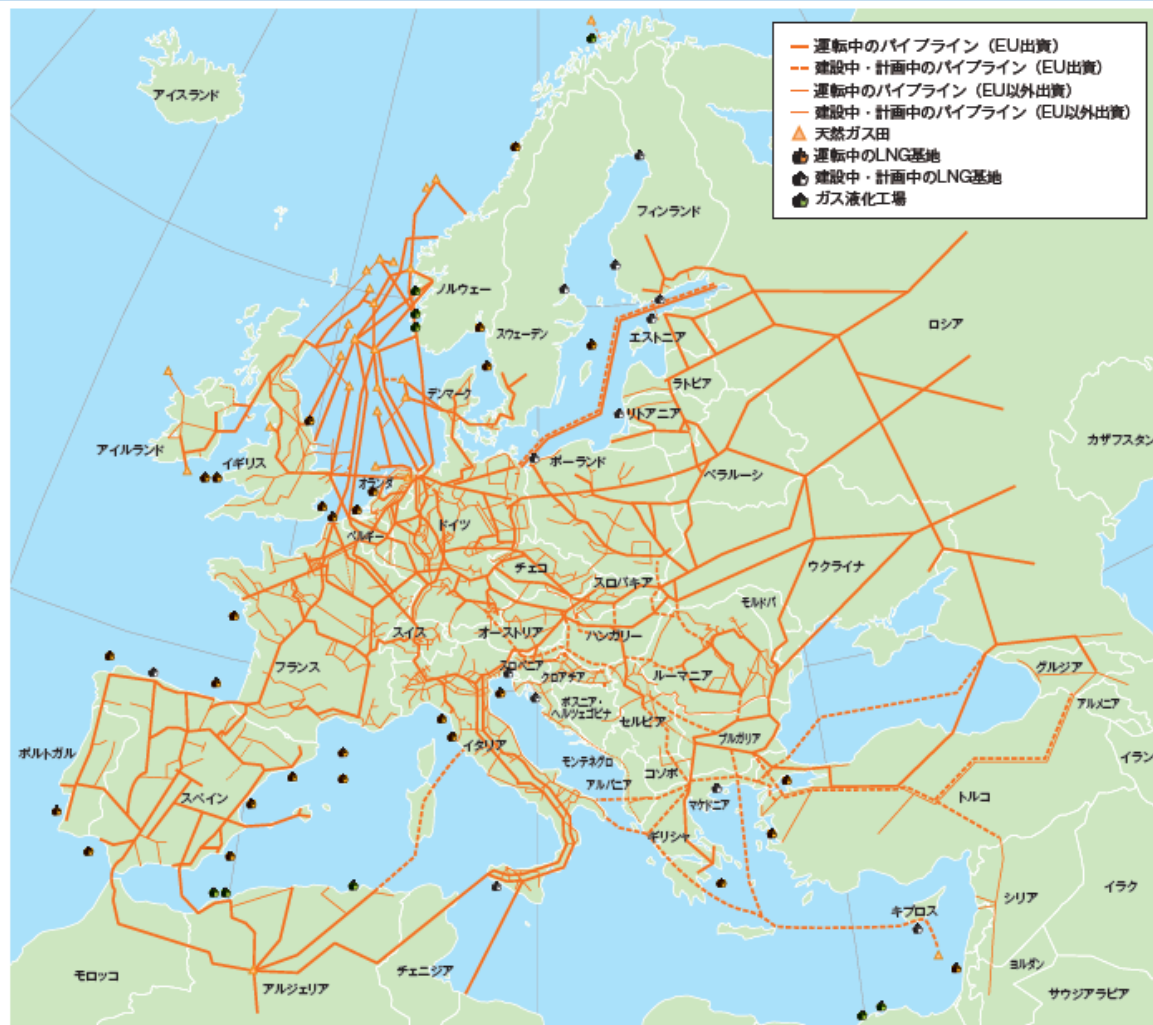 運転中のパイプライン（EU出資）
建設中・計画中のパイプライン（EU出資）
運転中のパイプライン（EU以外出資）
建設中・計画中のパイプライン（EU以外出資）
天然ガス田
運転中のLNG基地
建設中・計画中のLNG基地
ガス液化工場
アイスランド
フィンランド
ノルウェー
スウェーデン
エストニア
ロシア
デンマーク
ラトビア
リトアニア
カザフスタン
アイルランド
イギリス
ポーランド
ベラルーシ
オランダ
ドイツ
ベルギー
チェコ
スロバキア
ウクライナ
モルドバ
スイス
オーストリア
ハンガリー
フランス
スロベニア
クロアチア
ルーマニア
グルジア
ボスニア・
ヘルツェゴビナ
セルビア
アルメニア
ポルトガル
イタリア
ブルガリア
モンテネグロ
コソボ
イラン
アルバニア
スペイン
マケドニア
トルコ
ギリシャ
シリア
イラク
キプロス
モロッコ
チェニジア
ヨルダン
アルジェリア
サウジアラビア